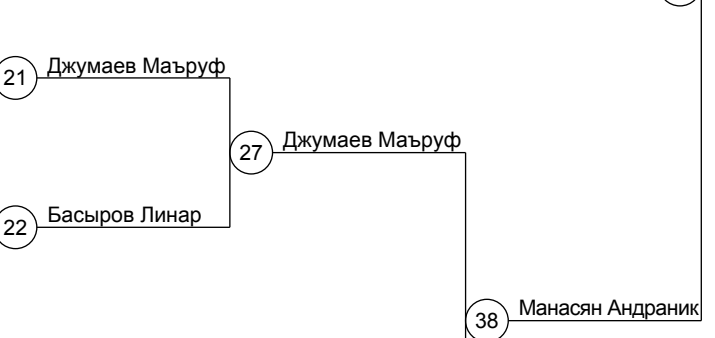 21 Джумаев Маъруф
27 Джумаев Маъруф
22 Басыров Линар
38 Манасян Андраник